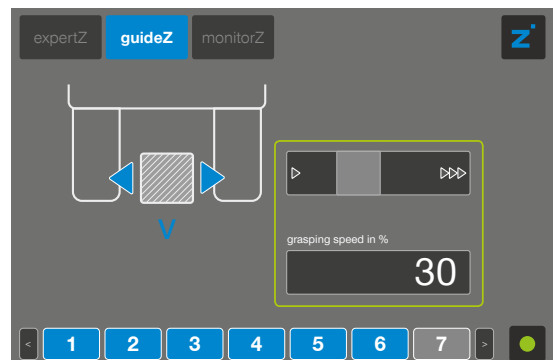 expertZ guideZ monitorZ z
V
grasping speed in %
30
< 1 2 3 4 5 6 7 >